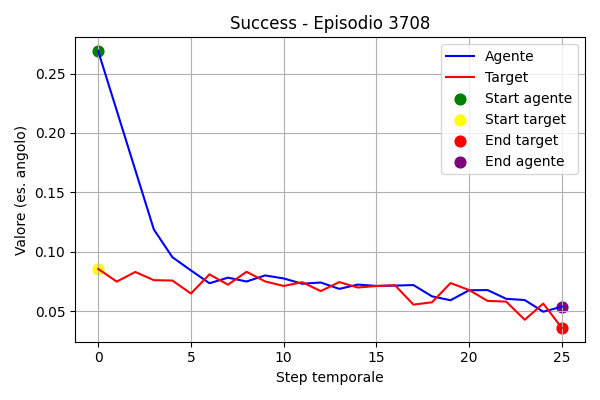 Success - Episodio 3708
Valore (es. angolo)
0.25
0.20
0.15
0.10
0.05
Agente
Target
Start agente
Start target
End target
End agente
0 5 10 15 20 25
Step temporale